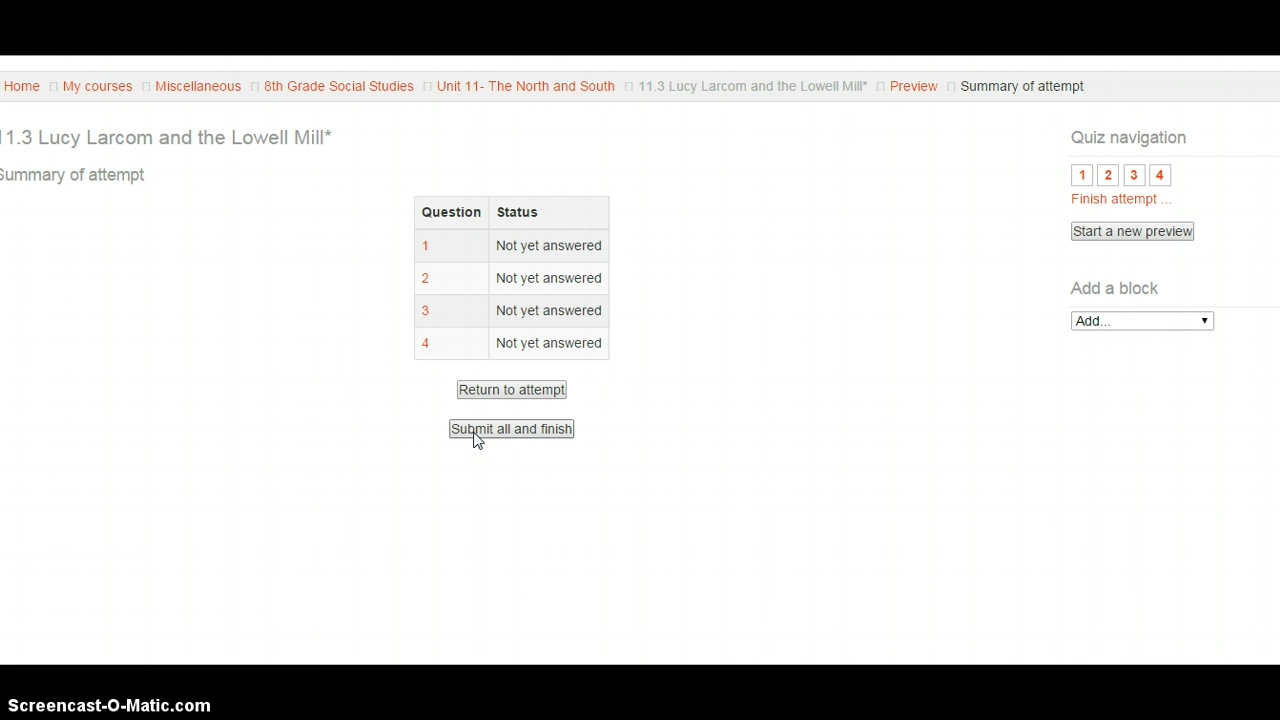 Home My courses Miscellaneous 8th Grade Social Studies Unit 11- The North and South 11.3 Lucy Larcom and the Lowell Mill* Preview Summary of attempt
11.3 Lucy Larcom and the Lowell Mill*
Summary of attempt
Question Status
1 Not yet answered
2 Not yet answered
3 Not yet answered
4 Not yet answered
Return to attempt
Submit all and finish
Quiz navigation
1 2 3 4
Finish attempt ...
Start a new preview
Add a block
Add...
Screencast-O-Matic.com